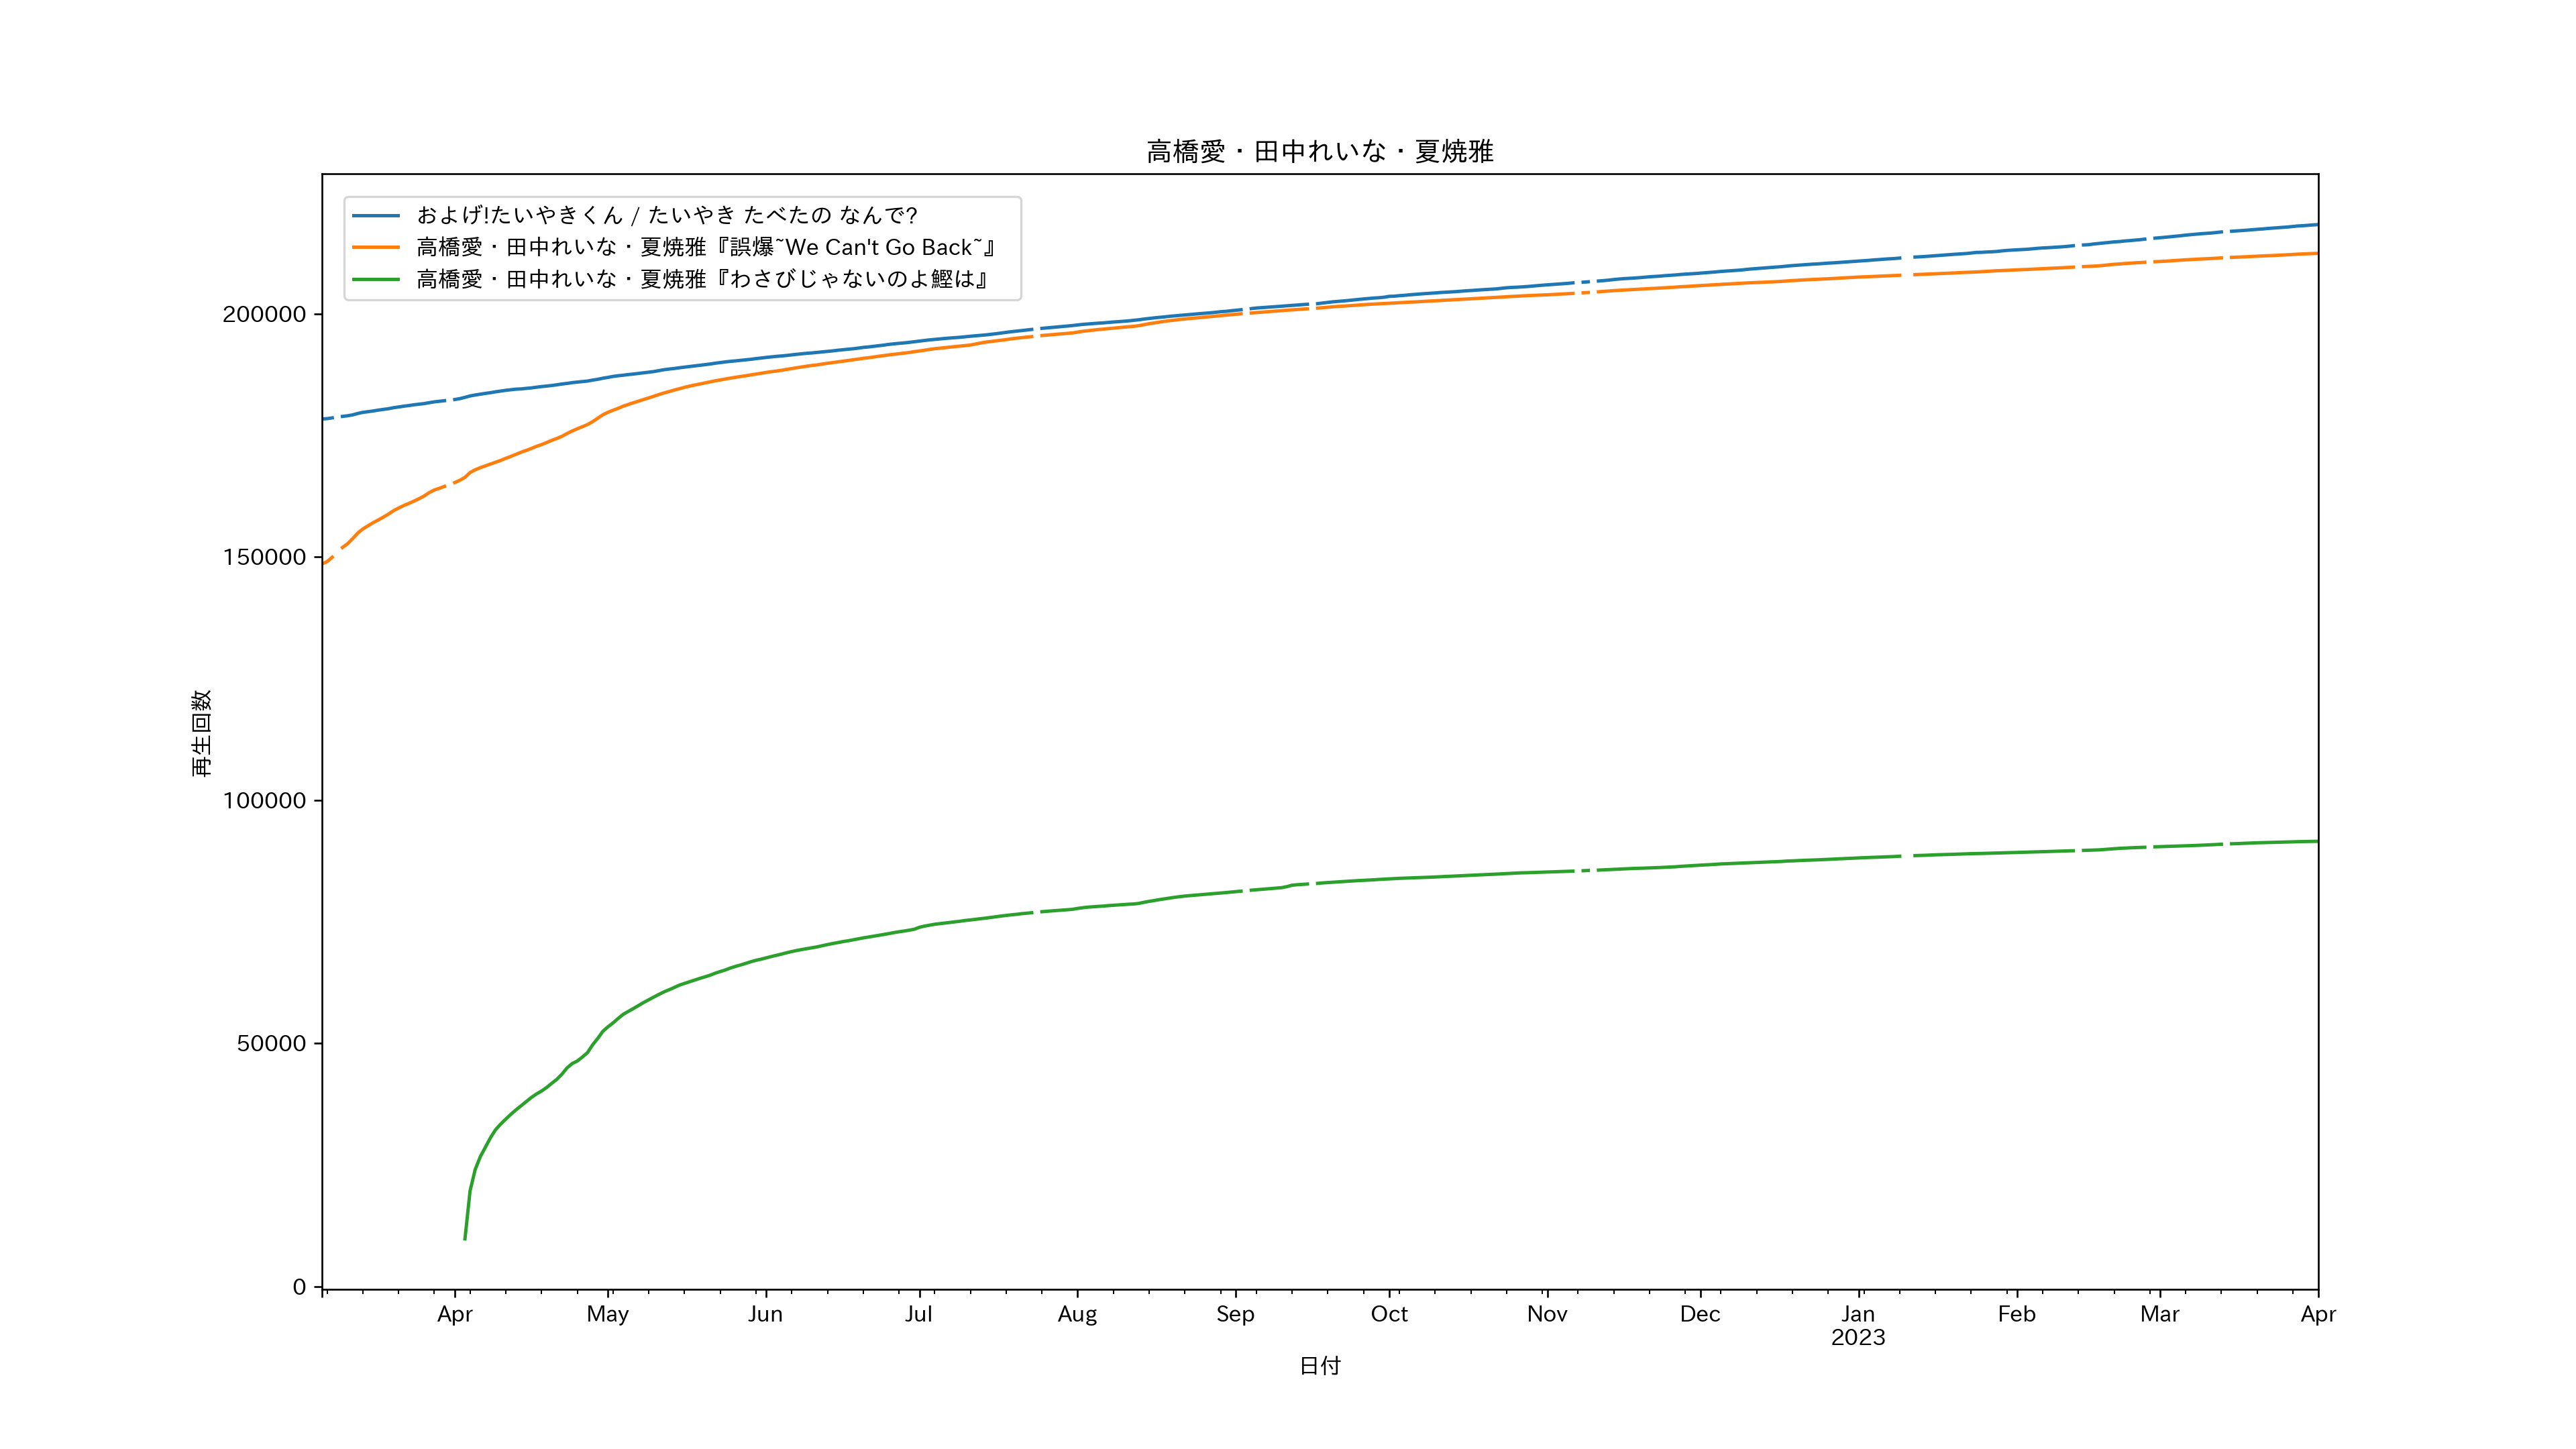 高橋愛・田中れいな・夏焼雅
およげ!たいやきくん / たいやき たべたの なんで?
高橋愛・田中れいな・夏焼雅『誤爆~We Can't Go Back~』
高橋愛・田中れいな・夏焼雅『わさびじゃないのよ鰹は』
200000
150000
100000
50000
0
再生回数
Apr May Jun Jul Aug Sep Oct Nov Dec Jan Feb Mar Apr
2023
日付